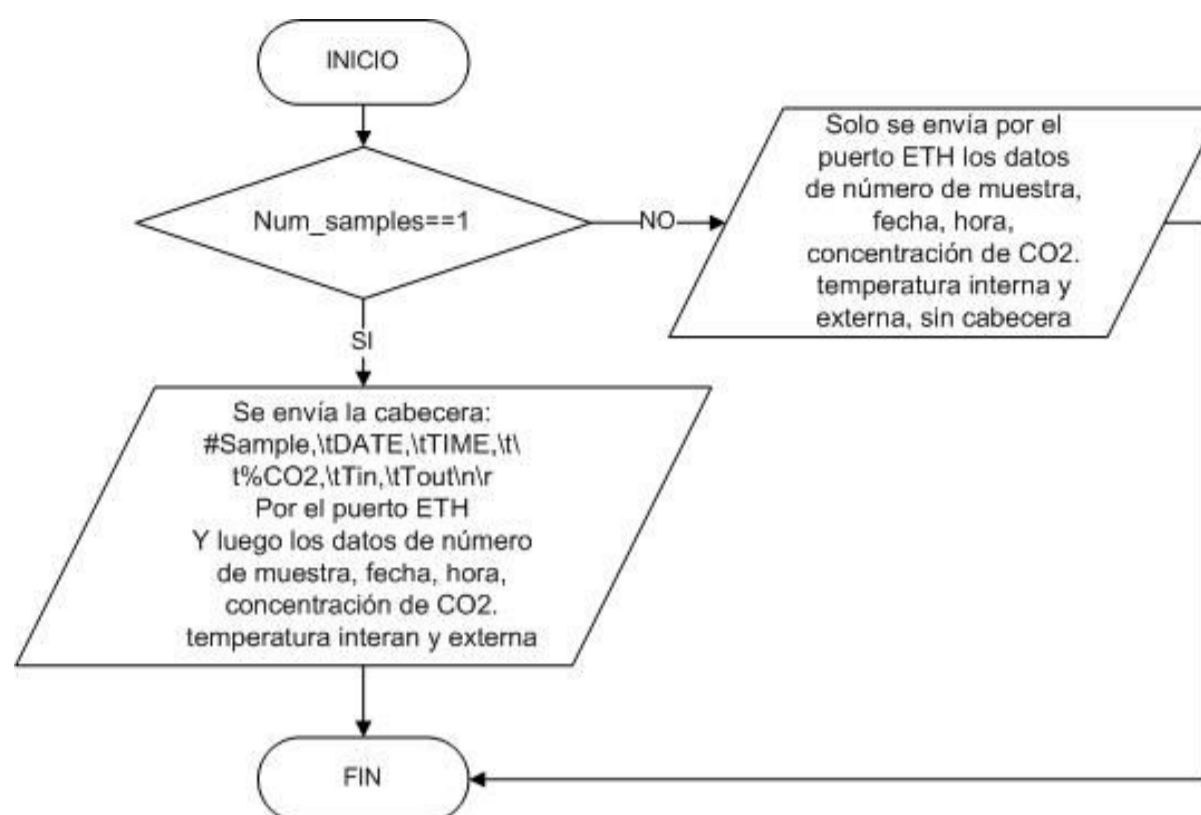 INICIO
Num_samples==1
NO
Solo se envía por el
puerto ETH los datos
de número de muestra,
fecha, hora,
concentración de CO2.
temperatura interna y
externa, sin cabecera
SI
Se envía la cabecera:
#Sample,\tDATE,\tTIME,\t\
t%CO2,\tTin,\tTout\n\r
Por el puerto ETH
Y luego los datos de número
de muestra, fecha, hora,
concentración de CO2.
temperatura interan y externa
FIN